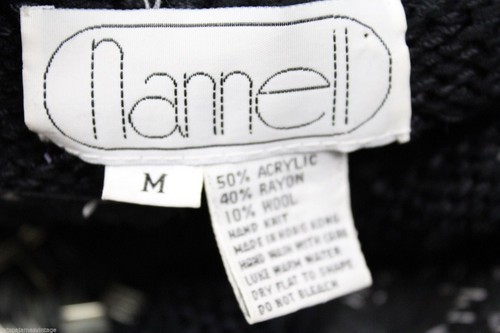 namell
M
50% ACRYLIC
40% RAYON
10% WOOL
HAND KNIT
MADE IN HONG KONG
HAND WASH WITH CARE
LUKE WARM WATER
DRY FLAT TO SHAPE
DO NOT BLEACH